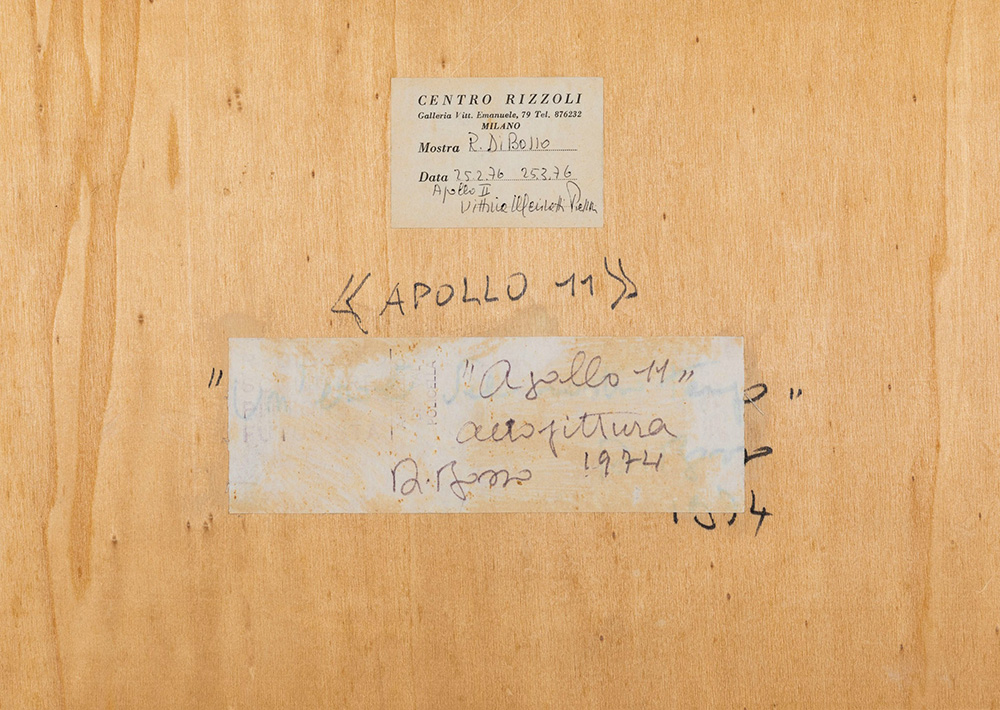 CENTRO RIZZOLI
Galleria Vitt. Emanuele, 79 Tel. 876232
MILANO
Mostra R. Di Bosso
Data 25.2.76 25.3.76
Apollo II
Vittoria
«APOLLO 11»
"Apollo 11"
aeropittura
1974
R. Bosso